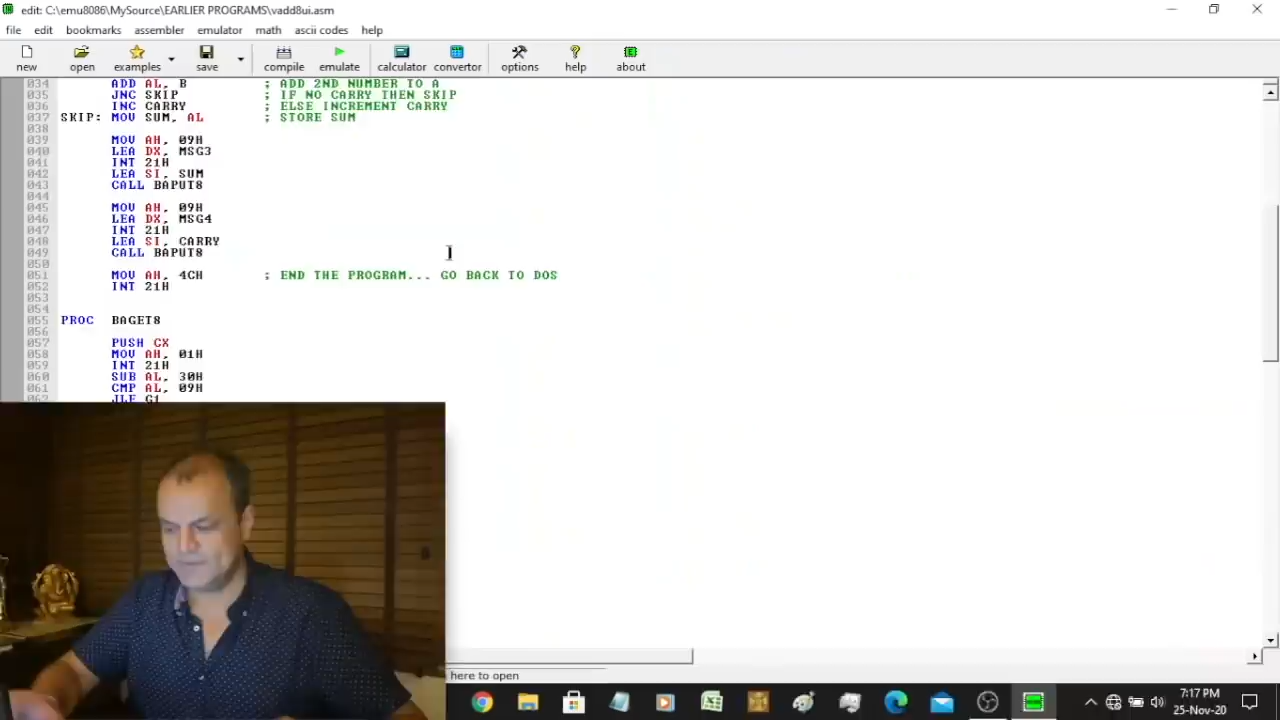 edit: C:\emu8086\MySource\EARLIER PROGRAMS\vadd8ui.asm
file edit bookmarks assembler emulator math ascii codes help
new open examples save compile emulate calculator convertor options help about
034 ADD AL, B ; ADD 2ND NUMBER TO A
035 JNC SKIP ; IF NO CARRY THEN SKIP
036 INC CARRY ; ELSE INCREMENT CARRY
037 SKIP: MOV SUM, AL ; STORE SUM
038
039 MOV AH, 09H
040 LEA DX, MSG3
041 INT 21H
042 LEA SI, SUM
043 CALL BAPUT8
044
045 MOV AH, 09H
046 LEA DX, MSG4
047 INT 21H
048 LEA SI, CARRY
049 CALL BAPUT8
050
051 MOV AH, 4CH ; END THE PROGRAM... GO BACK TO DOS
052 INT 21H
053
054
055 PROC BAGET8
056
057 PUSH CX
058 MOV AH, 01H
059 INT 21H
060 SUB AL, 30H
061 CMP AL, 09H
062 JLE G1
here to open
7:17 PM
25-Nov-20